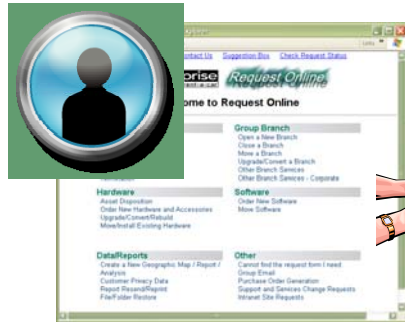 Contact Us Suggestion Box Check Request Status
Request Online
ome to Request Online
Group Branch
Open a New Branch
Close a Branch
Move a Branch
Upgrade/Convert a Branch
Other Branch Services
Other Branch Services - Corporate
Hardware
Asset Disposition
Order New Hardware and Accessories
Upgrade/Convert/Rebuild
Move/Install Existing Hardware
Software
Order New Software
Move Software
Data/Reports
Create a New Geographic Map / Report /
Analysis
Customer Privacy Data
Report Resend/Reprint
File/Folder Restore
Other
Cannot find the request form I need
Group Email
Purchase Order Generation
Support and Services Change Requests
Intranet Site Requests